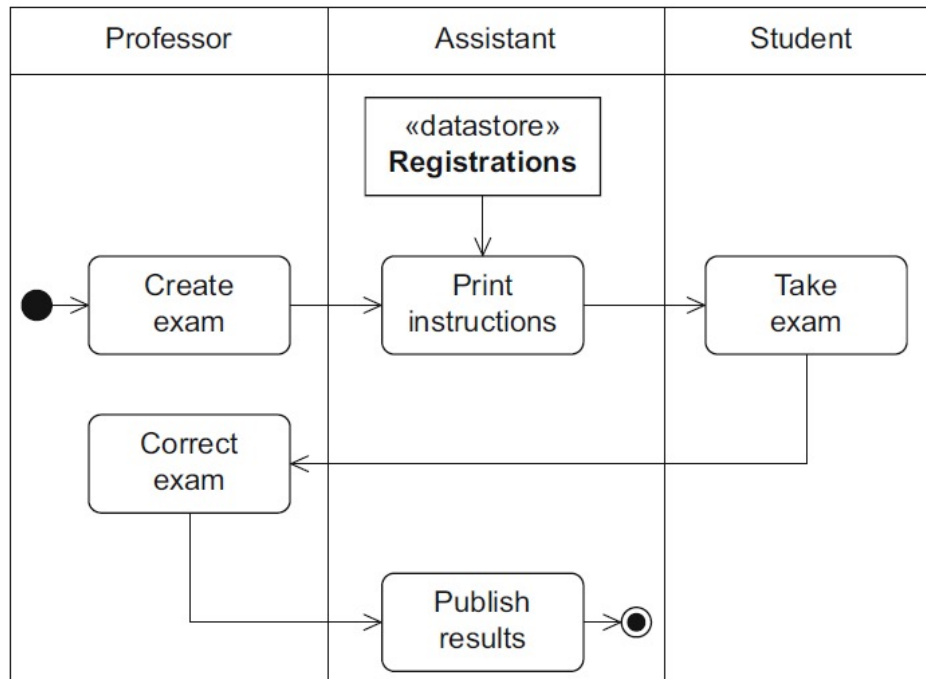 Professor
Assistant
Student
«datastore»
Registrations
Create
exam
Print
instructions
Take
exam
Correct
exam
Publish
results